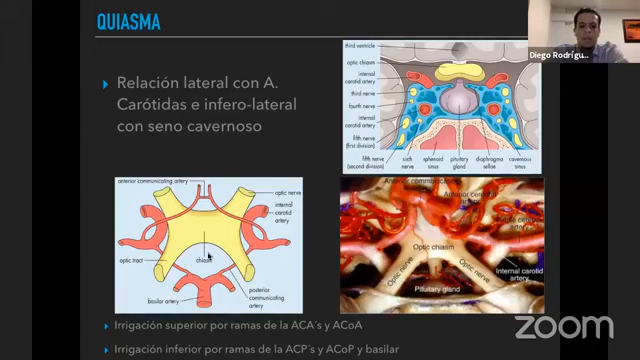 QUIASMA
Relación lateral con A.
Carótidas e infero-lateral
con seno cavernoso
third ventricle
optic chiasm
internal
carotid artery
third nerve
fourth nerve
internal
carotid artery
fifth nerve
(first division)
fifth nerve
(second division)
sixth
nerve
sphenoid
sinus
pituitary
gland
diaphragma
sellae
cavernous
sinus
Diego Rodrígu...
anterior communicating artery
optic nerve
internal
carotid
artery
optic tract
chiasm
basilar artery
posterior
communicating
artery
Anterior cerebral
artery
artery
Optic chiasm
Optic nerve
Optic nerve
Internal carotid
artery
Pituitary gland
Irrigación superior por ramas de la ACA´s y ACoA
Irrigación inferior por ramas de la ACP´s y ACoP y basilar
zoom